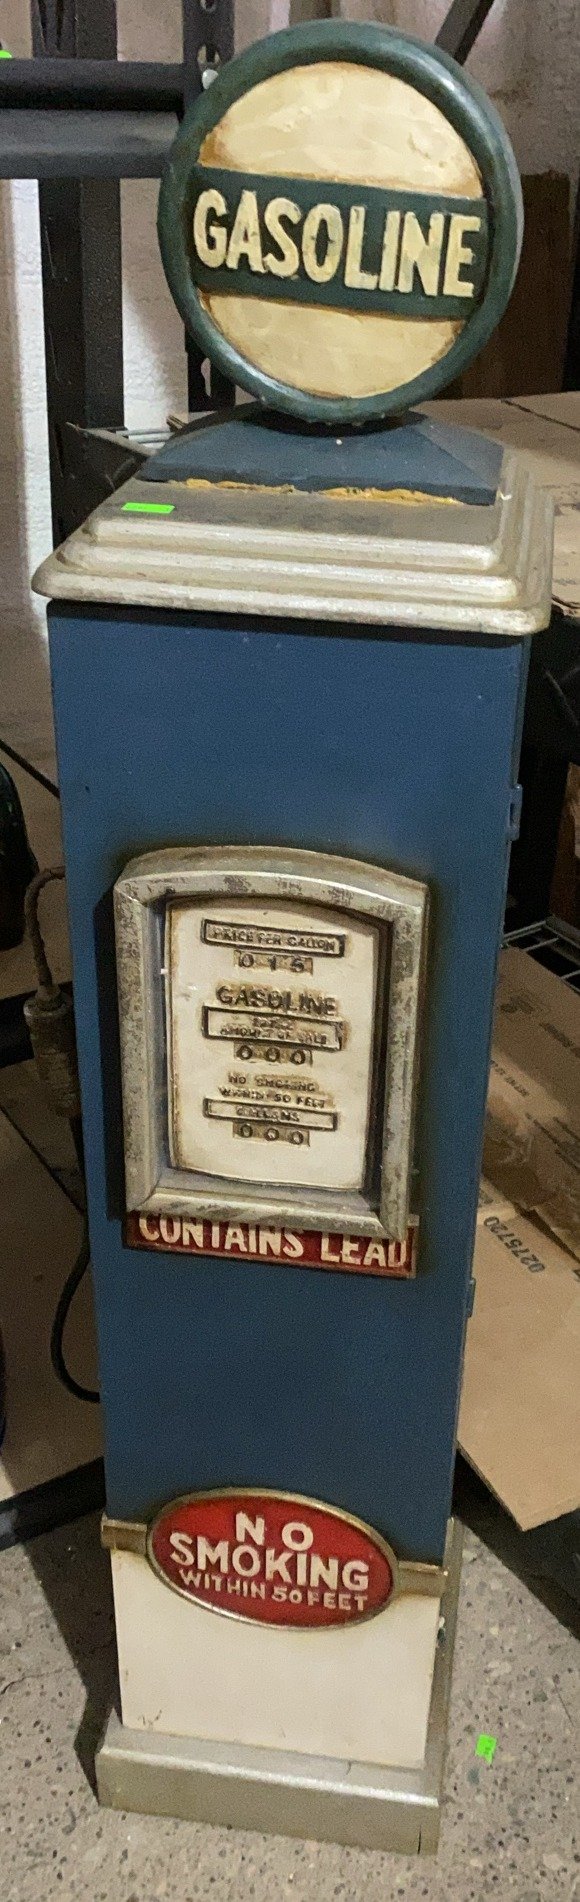 GASOLINE
PRICE PER GALLON
0 1 5
GASOLINE
AMOUNT OF SALE
0 0 0
NO SMOKING
WITHIN 50 FEET
GALLONS
0 0 0
CONTAINS LEAD
NO
SMOKING
WITHIN 50 FEET
0275720